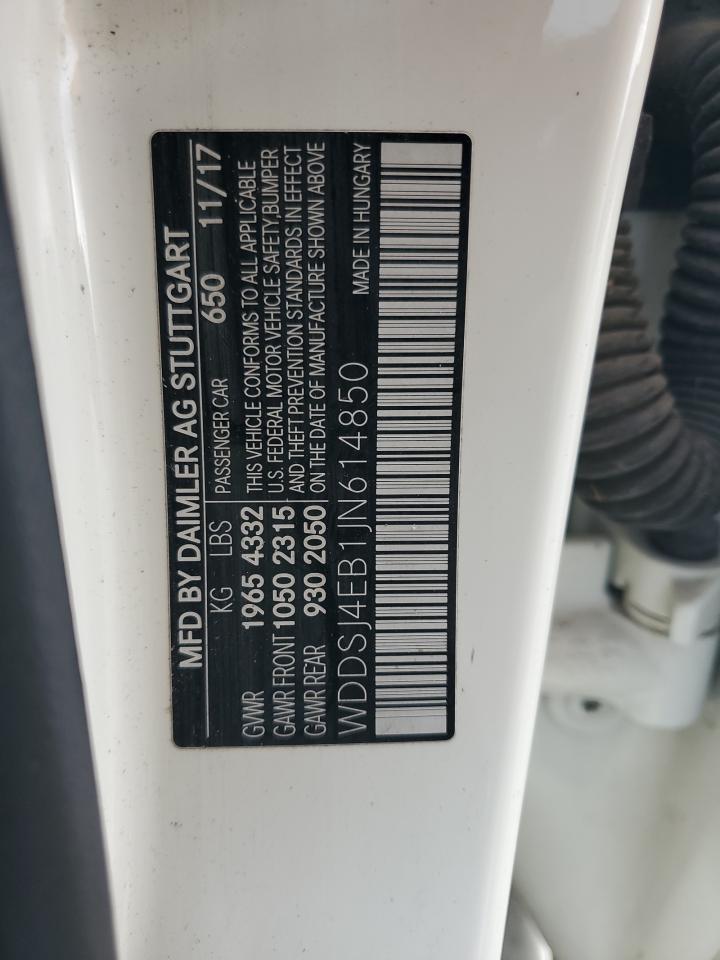 MFD BY DAIMLER AG STUTTGART
KG LBS PASSENGER CAR 650 11/17
GVWR 1965 4332 THIS VEHICLE CONFORMS TO ALL APPLICABLE
GAWR FRONT 1050 2315 U.S. FEDERAL MOTOR VEHICLE SAFETY,BUMPER
AND THEFT PREVENTION STANDARDS IN EFFECT
GAWR REAR 930 2050 ON THE DATE OF MANUFACTURE SHOWN ABOVE
WDDSJ4EB1JN614850 MADE IN HUNGARY